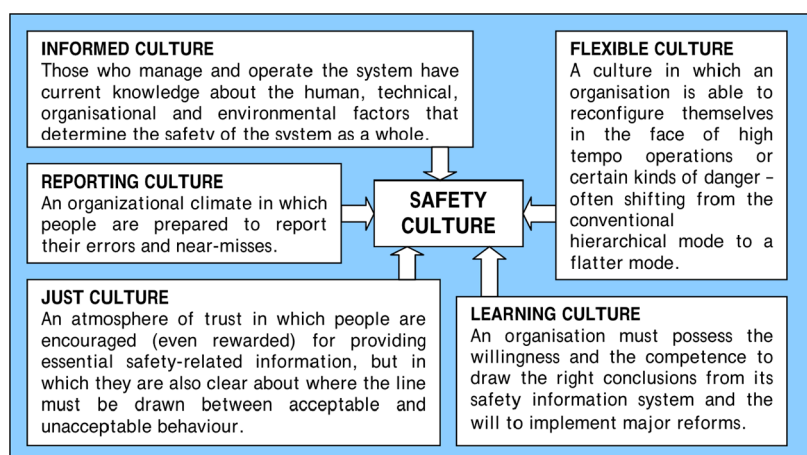 INFORMED CULTURE
Those who manage and operate the system have
current knowledge about the human, technical,
organisational and environmental factors that
determine the safety of the system as a whole.
REPORTING CULTURE
An organizational climate in which
people are prepared to report
their errors and near-misses.
JUST CULTURE
An atmosphere of trust in which people are
encouraged (even rewarded) for providing
essential safety-related information, but in
which they are also clear about where the line
must be drawn between acceptable and
unacceptable behaviour.
SAFETY
CULTURE
FLEXIBLE CULTURE
A culture in which an
organisation is able to
reconfigure themselves
in the face of high
tempo operations or
certain kinds of danger –
often shifting from the
conventional
hierarchical mode to a
flatter mode.
LEARNING CULTURE
An organisation must possess the
willingness and the competence to
draw the right conclusions from its
safety information system and the
will to implement major reforms.